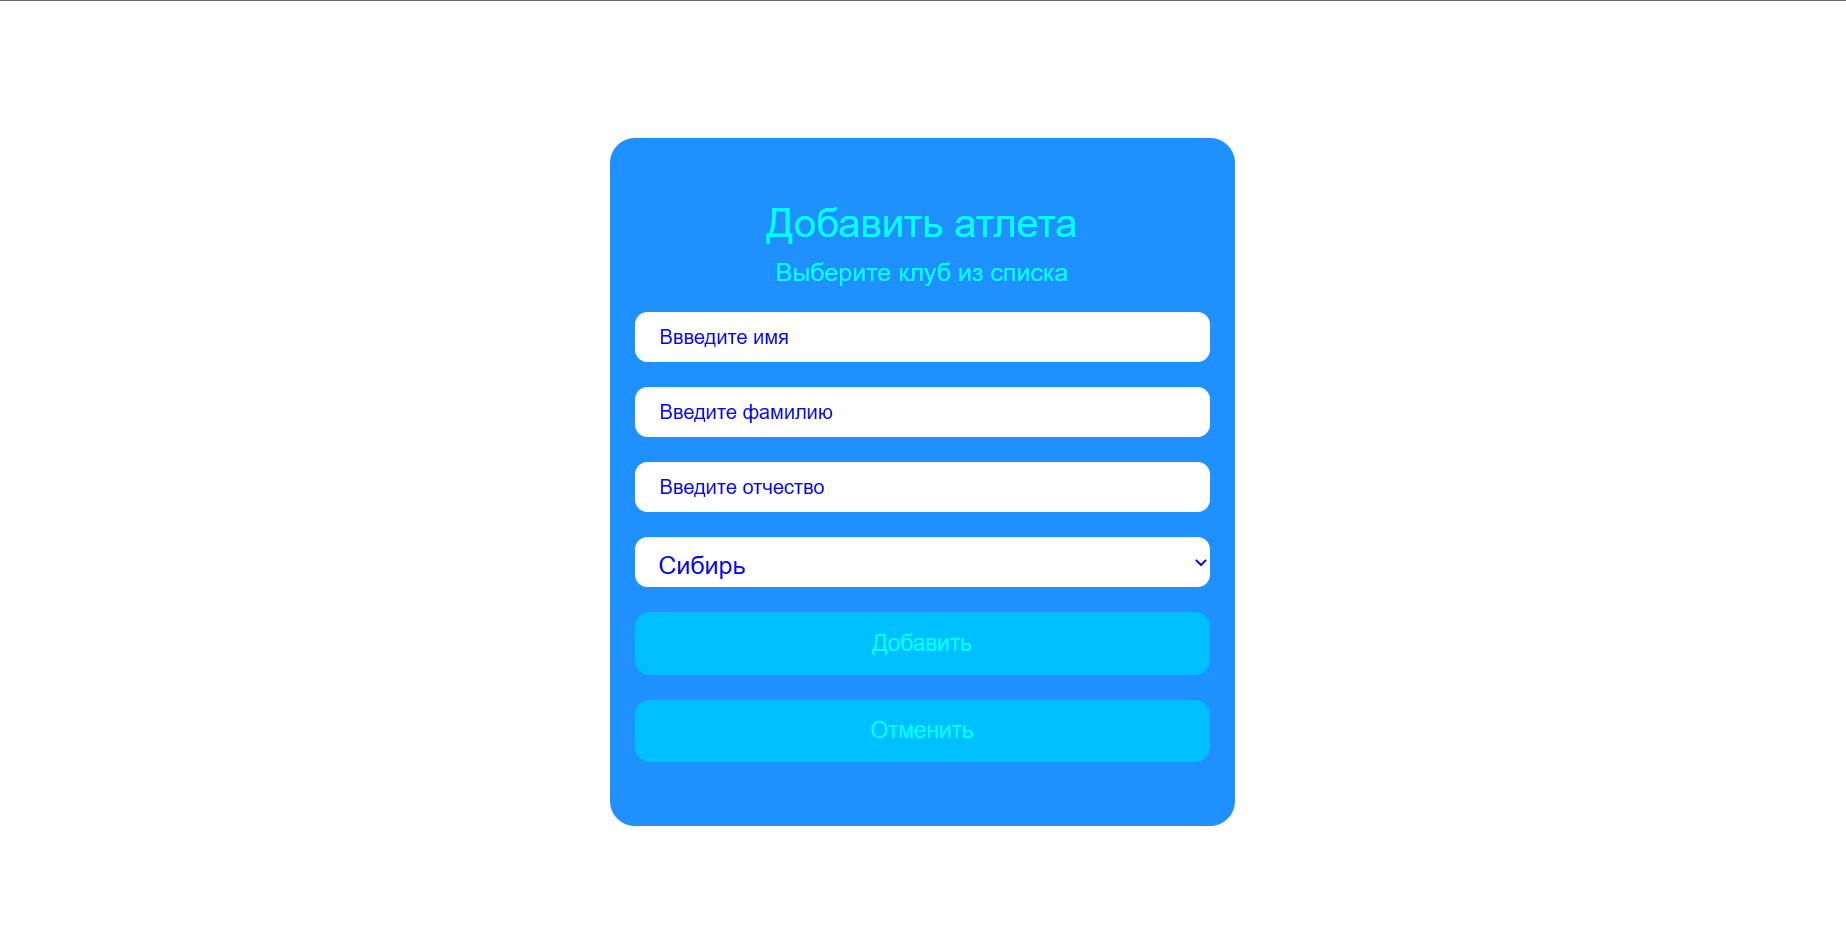 Добавить атлета
Выберите клуб из списка
Ввведите имя
Введите фамилию
Введите отчество
Сибирь
Добавить
Отменить